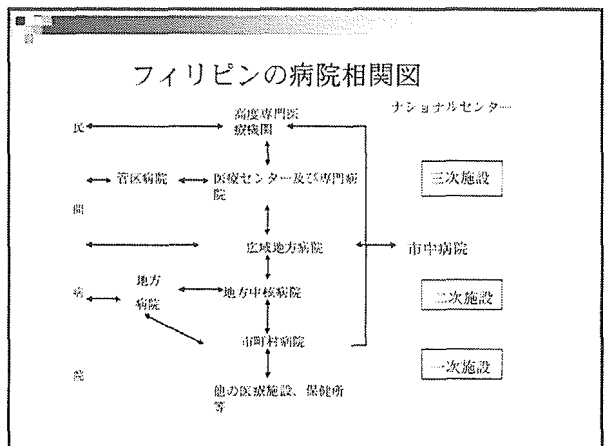 フィリピンの病院相関図
高度専門医
療機関
ナショナルセンター
民
管区病院
医療センター及び専門病
院
三次施設
間
広域地方病院
市中病院
地方
病院
病
地方中核病院
二次施設
市町村病院
一次施設
院
他の医療施設、保健所
等